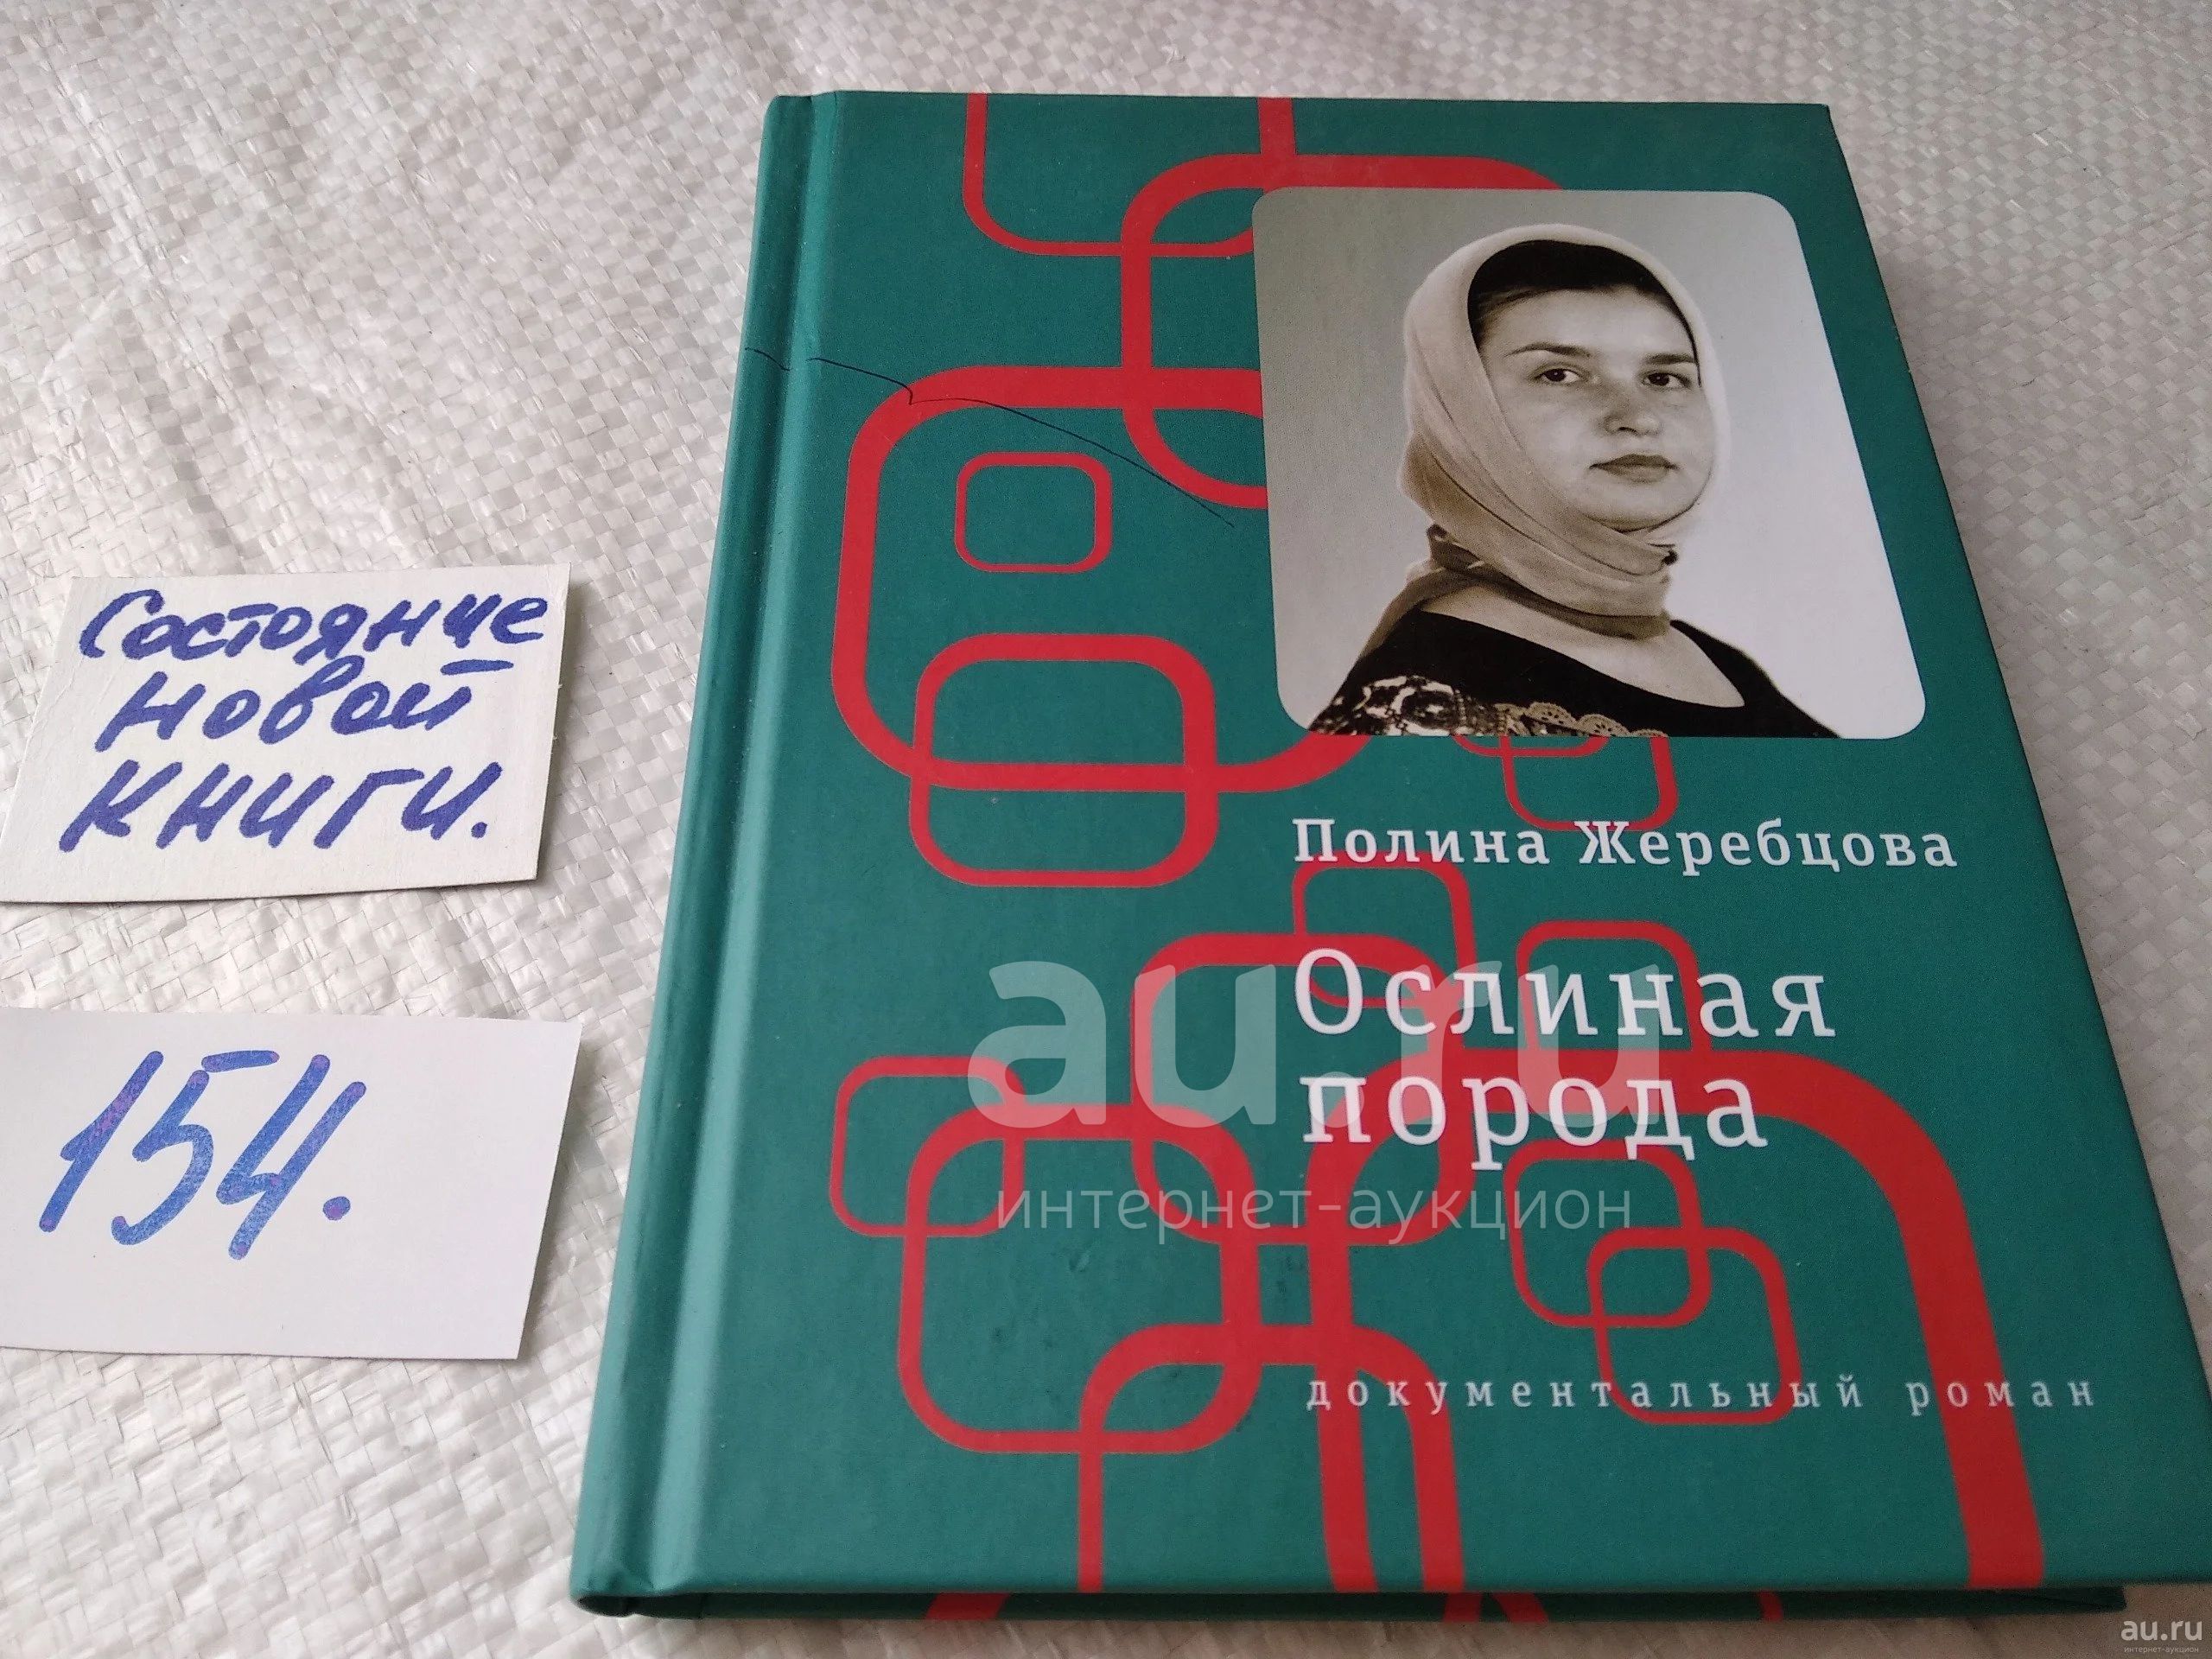 Состояние
новой
книги.
154.
Полина Жеребцова
Ослиная
порода
документальный роман
au.ru
интернет-аукцион
au.ru
интернет-аукцион